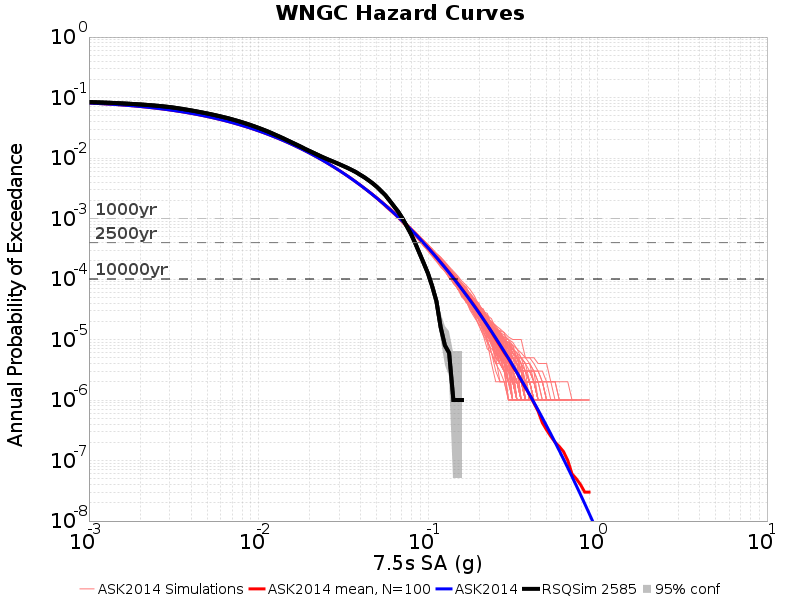 WNGC Hazard Curves
Annual Probability of Exceedance
10^0
10^-1
10^-2
10^-3
10^-4
10^-5
10^-6
10^-7
10^-8
1000yr
2500yr
10000yr
10^-3 10^-2 10^-1 10^0 10^1
7.5s SA (g)
ASK2014 Simulations ASK2014 mean, N=100 ASK2014 RSQSim 2585 95% conf